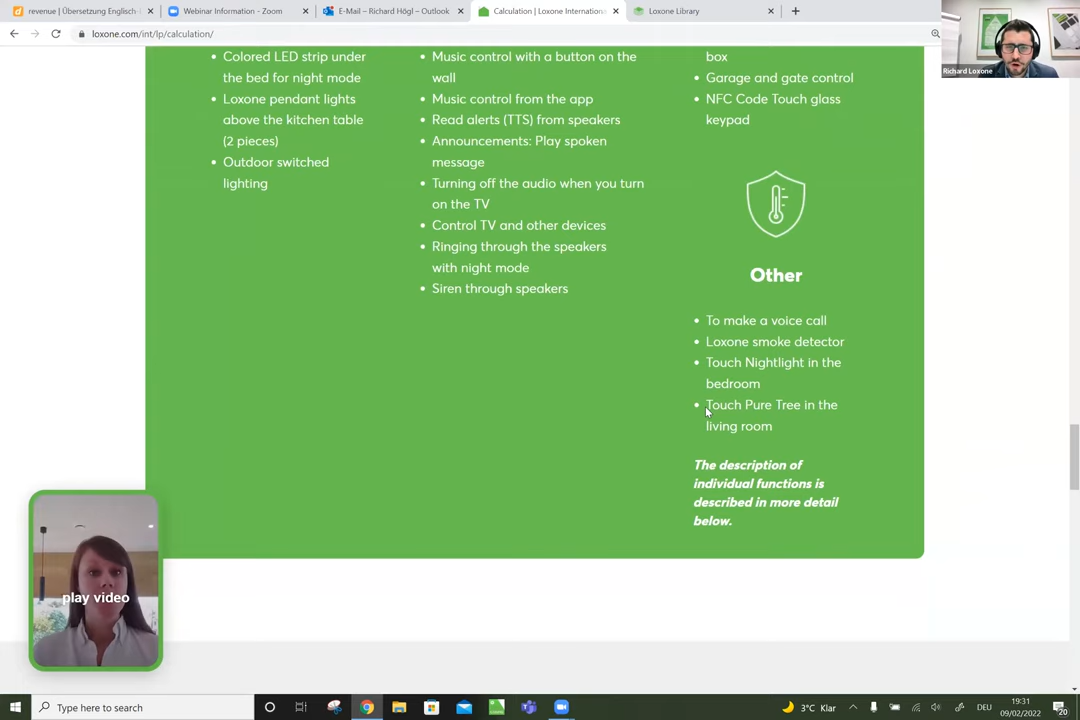 revenue | Übersetzung Englisch-
Webinar Information - Zoom
E-Mail – Richard Högl – Outlook
Calculation | Loxone Internation
Loxone Library
loxone.com/int/lp/calculation/
Richard Loxone
Colored LED strip under
the bed for night mode
Loxone pendant lights
above the kitchen table
(2 pieces)
Outdoor switched
lighting
Music control with a button on the
wall
Music control from the app
Read alerts (TTS) from speakers
Announcements: Play spoken
message
Turning off the audio when you turn
on the TV
Control TV and other devices
Ringing through the speakers
with night mode
Siren through speakers
box
Garage and gate control
NFC Code Touch glass
keypad
Other
To make a voice call
Loxone smoke detector
Touch Nightlight in the
bedroom
Touch Pure Tree in the
living room
The description of
individual functions is
described in more detail
below.
play video
Type here to search
3°C Klar
DEU
19:31
09/02/2022
20